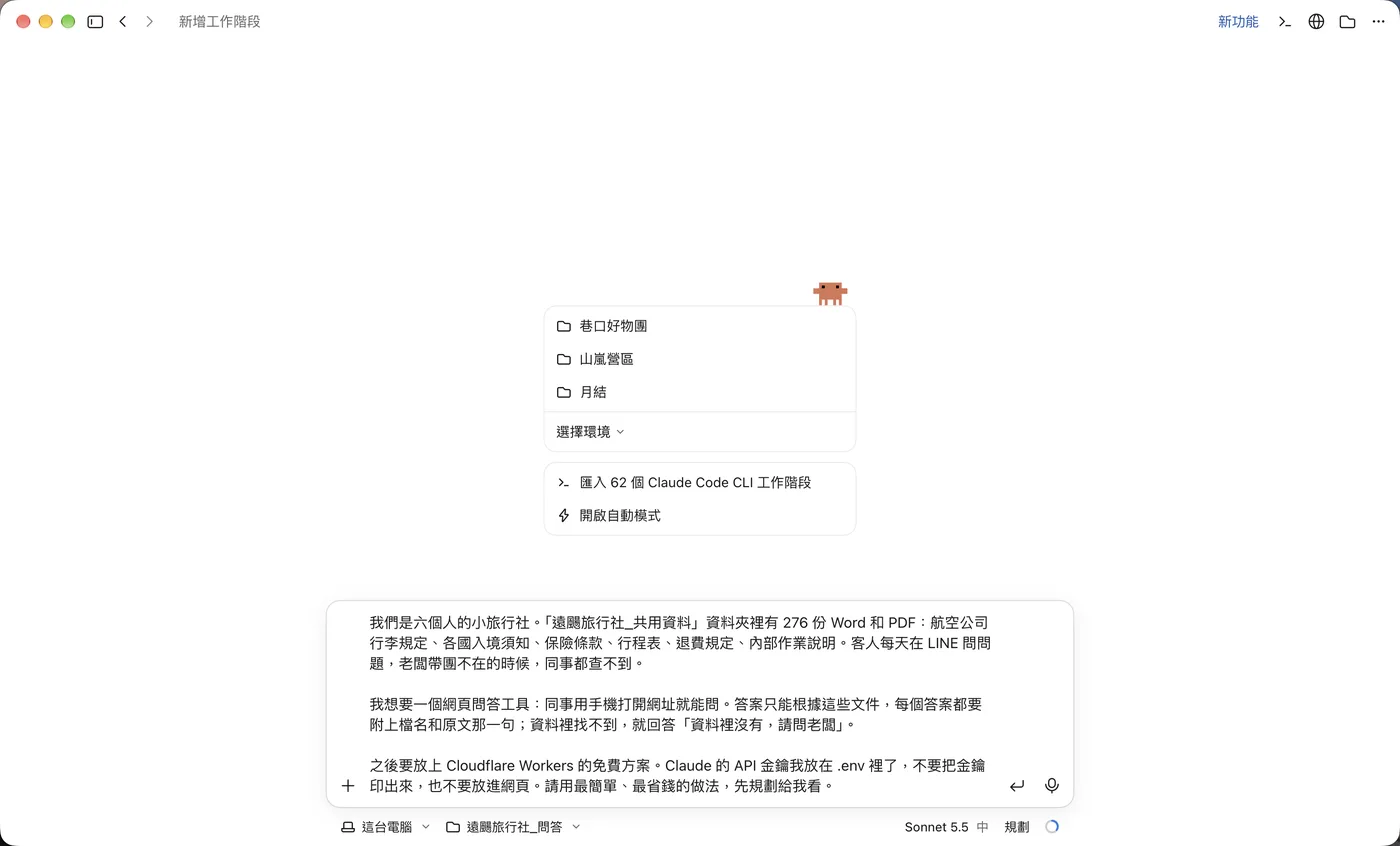 新增工作階段
新功能
巷口好物團
山嵐營區
月結
選擇環境
匯入 62 個 Claude Code CLI 工作階段
開啟自動模式
我們是六個人的小旅行社。「遠颺旅行社_共用資料」資料夾裡有 276 份 Word 和 PDF：航空公司
行李規定、各國入境須知、保險條款、行程表、退費規定、內部作業說明。客人每天在 LINE 問問
題，老闆帶團不在的時候，同事都查不到。
我想要一個網頁問答工具：同事用手機打開網址就能問。答案只能根據這些文件，每個答案都要
附上檔名和原文那一句；資料裡找不到，就回答「資料裡沒有，請問老闆」。
之後要放上 Cloudflare Workers 的免費方案。Claude 的 API 金鑰我放在 .env 裡了，不要把金鑰
印出來，也不要放進網頁。請用最簡單、最省錢的做法，先規劃給我看。
這台電腦
遠颺旅行社_問答
Sonnet 5.5 中 規劃